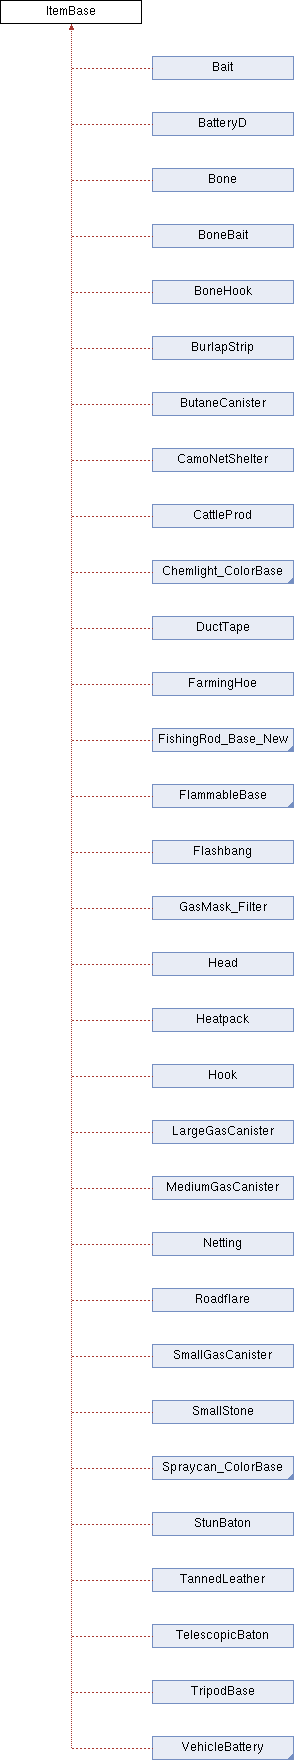 ItemBase
Bait
BatteryD
Bone
BoneBait
BoneHook
BurlapStrip
ButaneCanister
CamoNetShelter
CattleProd
Chemlight_ColorBase
DuctTape
FarmingHoe
FishingRod_Base_New
FlammableBase
Flashbang
GasMask_Filter
Head
Heatpack
Hook
LargeGasCanister
MediumGasCanister
Netting
Roadflare
SmallGasCanister
SmallStone
Spraycan_ColorBase
StunBaton
TannedLeather
TelescopicBaton
TripodBase
VehicleBattery